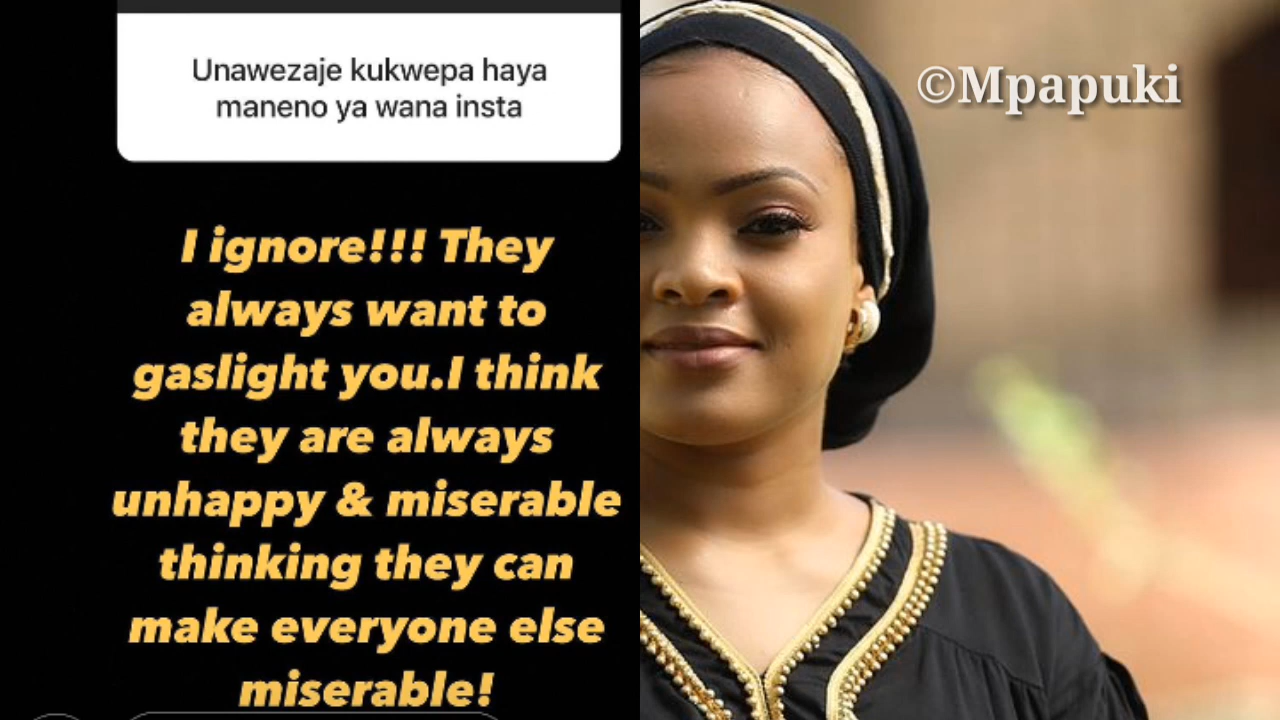 Unawezaje kukwepa haya
maneno ya wana insta
I ignore!!! They
always want to
gaslight you.I think
they are always
unhappy & miserable
thinking they can
make everyone else
miserable!
©Mpapuki